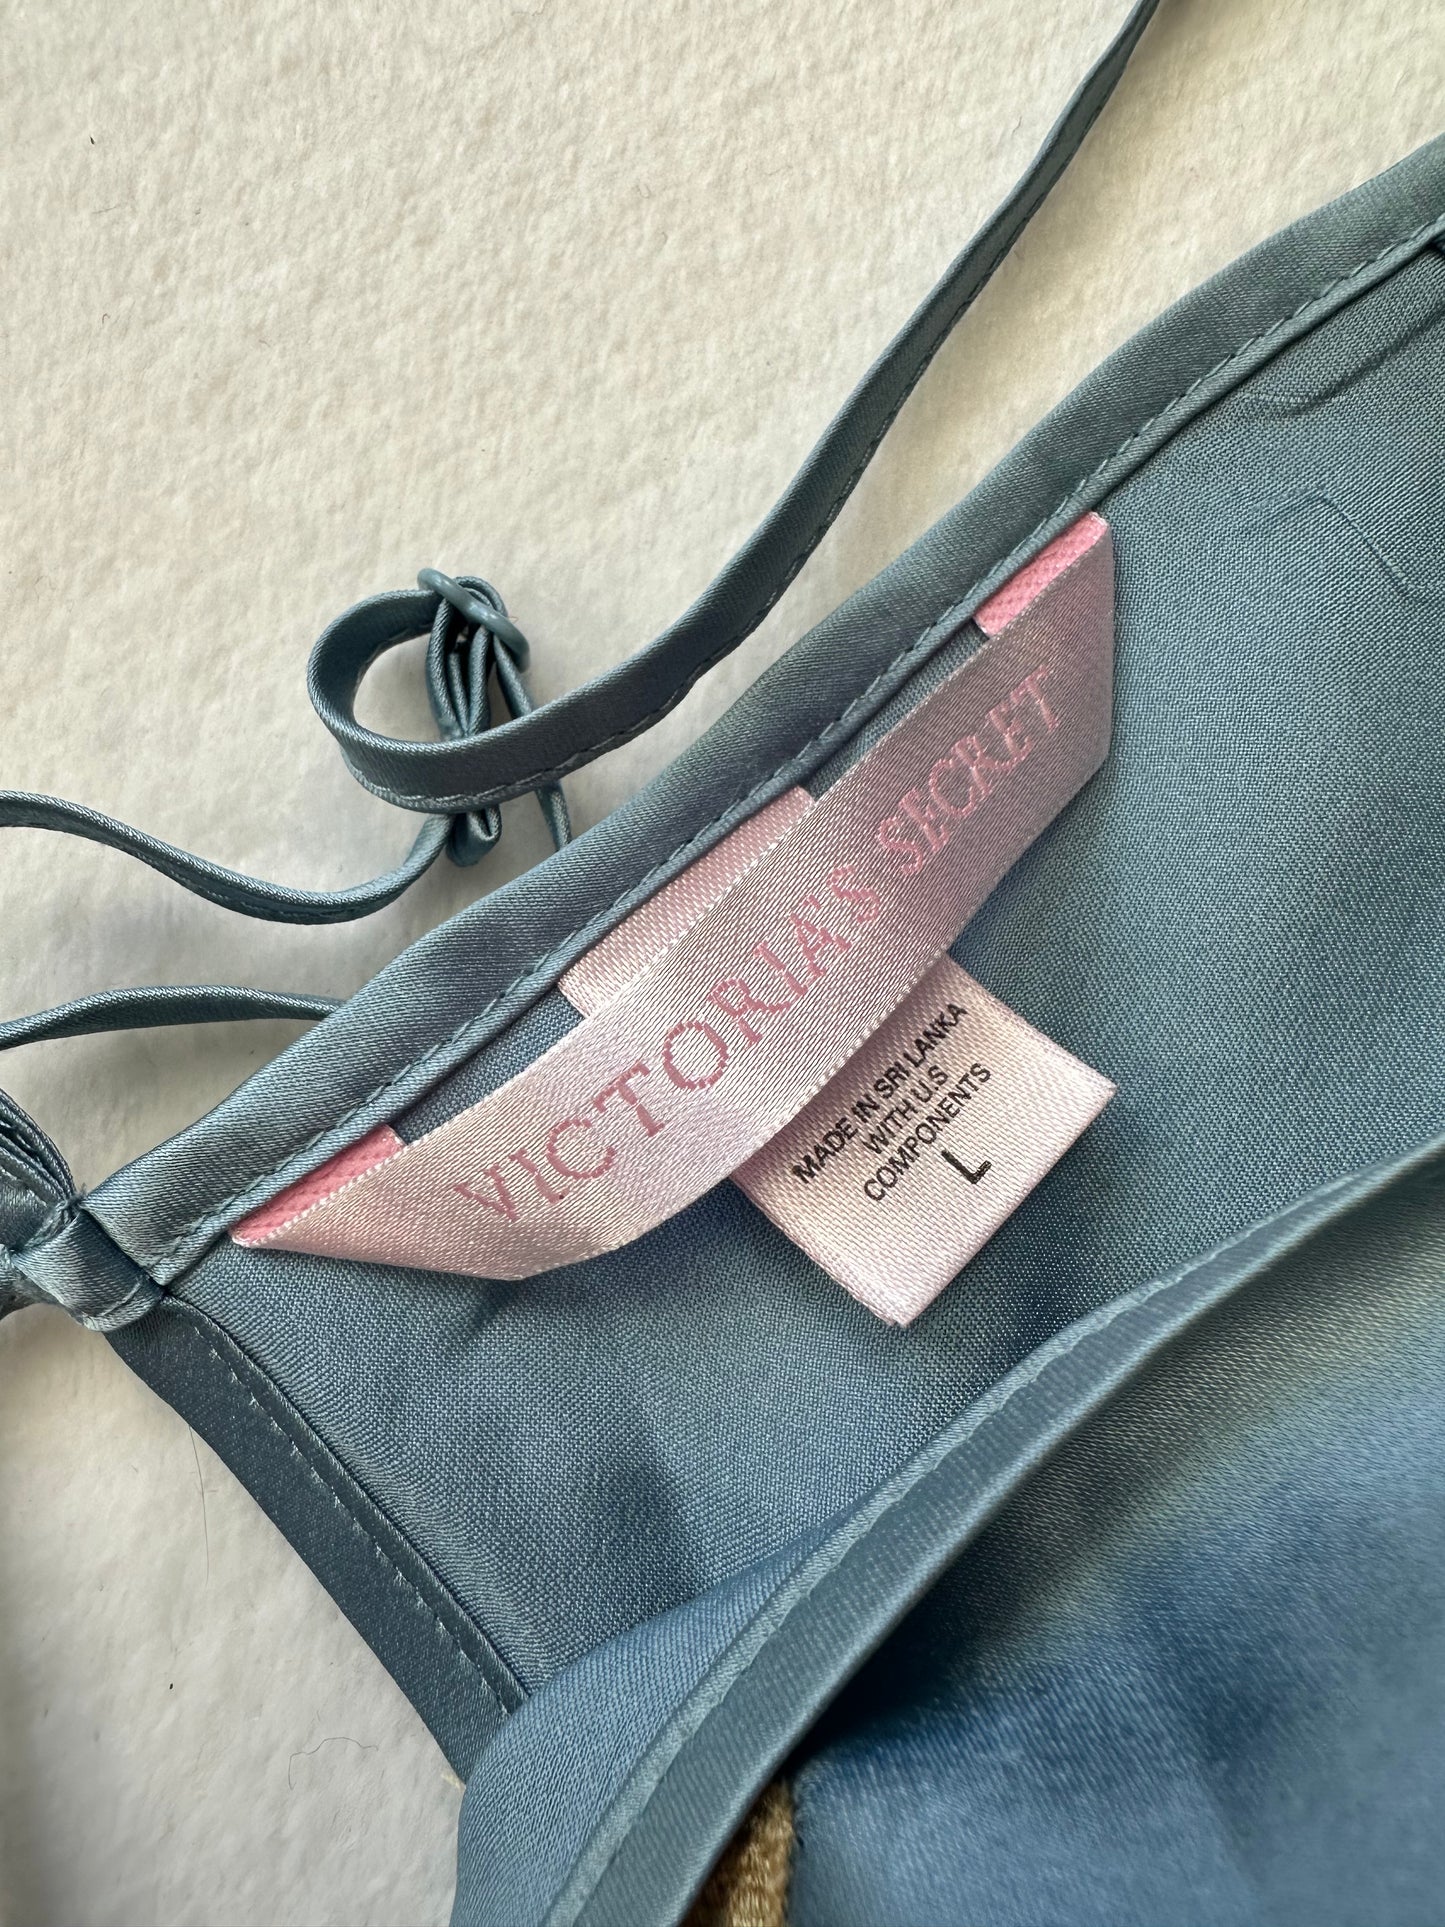 VICTORIA'S SECRET
MADE IN SRI LANKA
WITH U.S
COMPONENTS
L